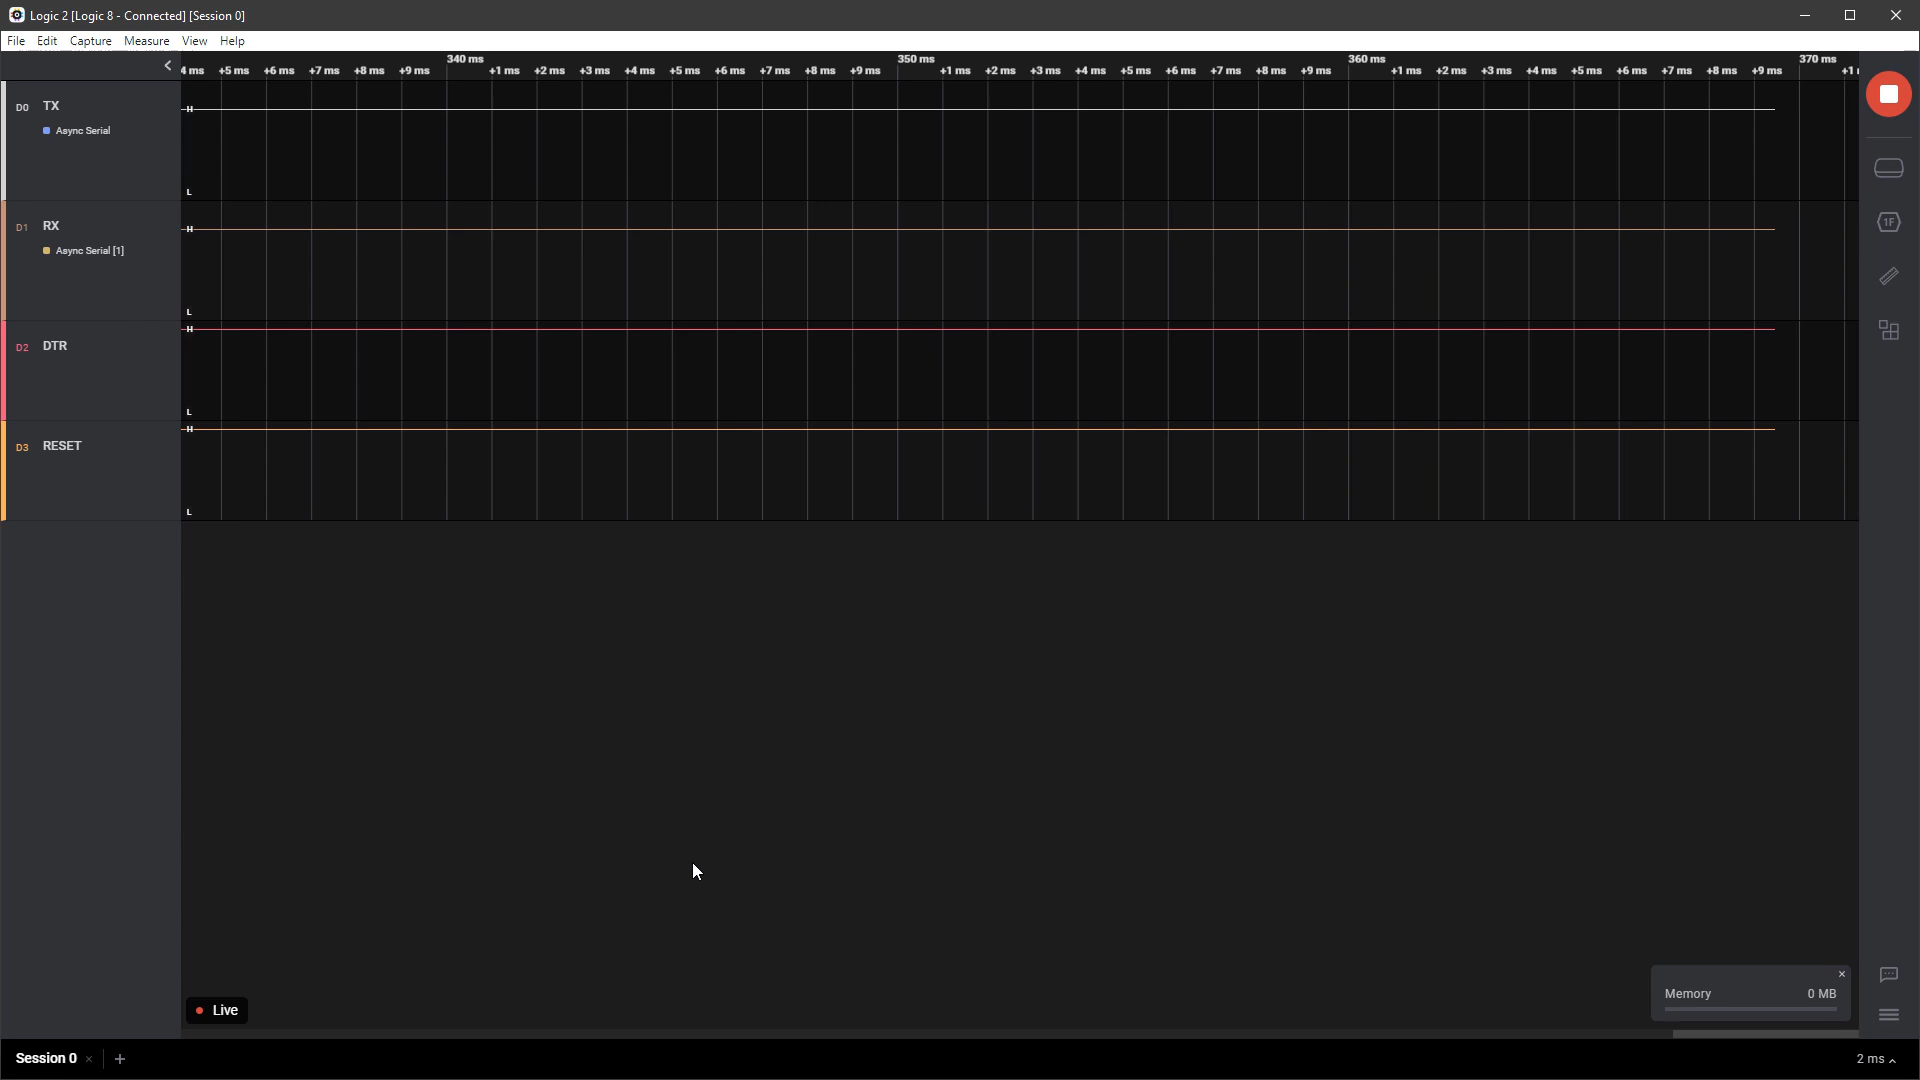 Logic 2 [Logic 8 - Connected] [Session 0]
File Edit Capture Measure View Help
340 ms 350 ms 360 ms 370 ms
4 ms +5 ms +6 ms +7 ms +8 ms +9 ms +1 ms +2 ms +3 ms +4 ms +5 ms +6 ms +7 ms +8 ms +9 ms +1 ms +2 ms +3 ms +4 ms +5 ms +6 ms +7 ms +8 ms +9 ms +1 ms +2 ms +3 ms +4 ms +5 ms +6 ms +7 ms +8 ms +9 ms +1
D0 TX H
Async Serial
L
1F
D1 RX H
Async Serial [1]
L
H
D2 DTR
L
H
D3 RESET
L
Memory 0 MB
Live
Session 0 × +
2 ms